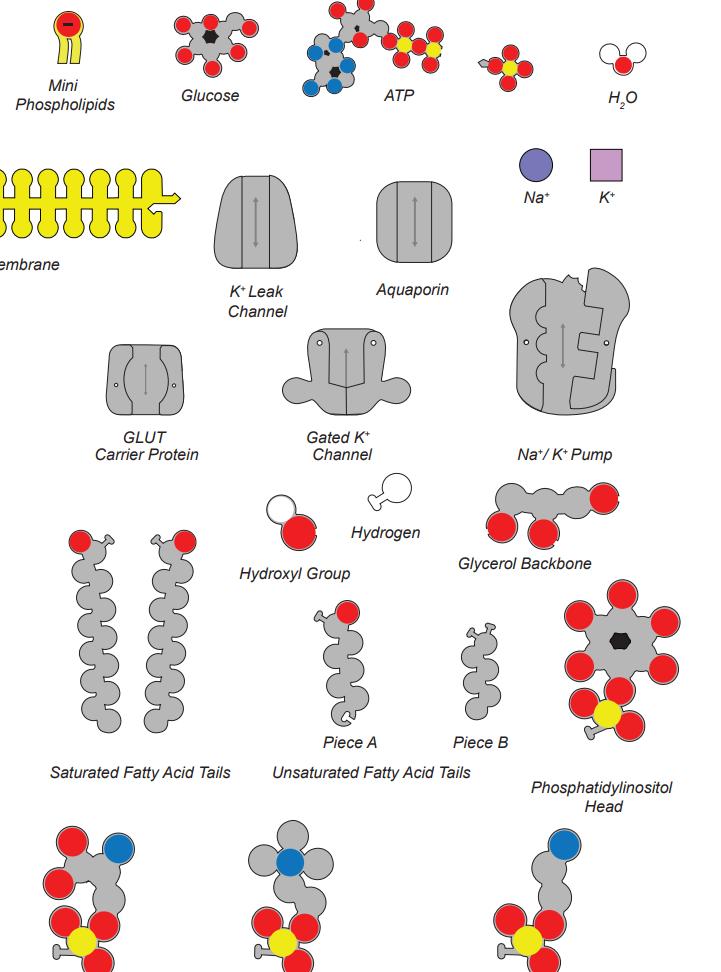 Mini
Phospholipids
Glucose
ATP
H₂O
Na⁺
K⁺
embrane
K⁺ Leak
Channel
Aquaporin
GLUT
Carrier Protein
Gated K⁺
Channel
Na⁺/ K⁺ Pump
Hydroxyl Group
Hydrogen
Glycerol Backbone
Piece A
Piece B
Saturated Fatty Acid Tails
Unsaturated Fatty Acid Tails
Phosphatidylinositol
Head